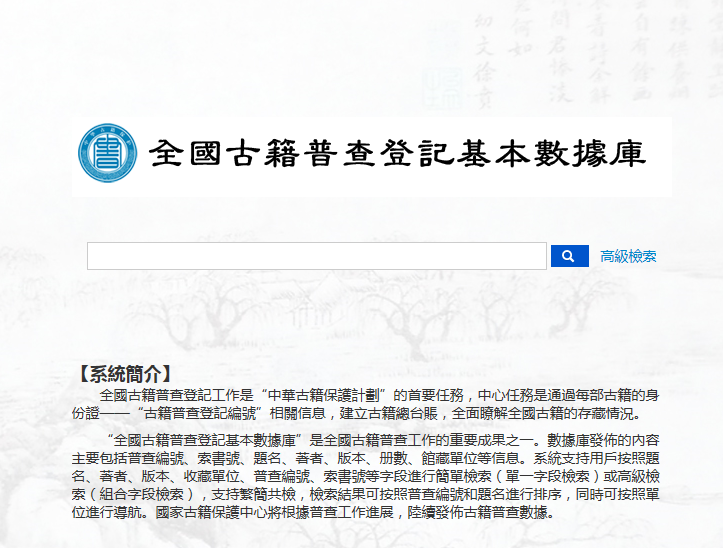 全國古籍普查登記基本數據庫
高級檢索
【系統簡介】
全國古籍普查登記工作是“中華古籍保護計劃”的首要任務，中心任務是通過每部古籍的身
份證——“古籍普查登記編號”相關信息，建立古籍總台賬，全面瞭解全國古籍的存藏情況。
“全國古籍普查登記基本數據庫”是全國古籍普查工作的重要成果之一。數據庫發佈的內容
主要包括普查編號、索書號、題名、著者、版本、册數、館藏單位等信息。系統支持用戶按照題
名、著者、版本、收藏單位、普查編號、索書號等字段進行簡單檢索（單一字段檢索）或高級檢
索（組合字段檢索），支持繁簡共檢，檢索結果可按照普查編號和題名進行排序，同時可按照單
位進行導航。國家古籍保護中心將根據普查工作進展，陸續發佈古籍普查數據。